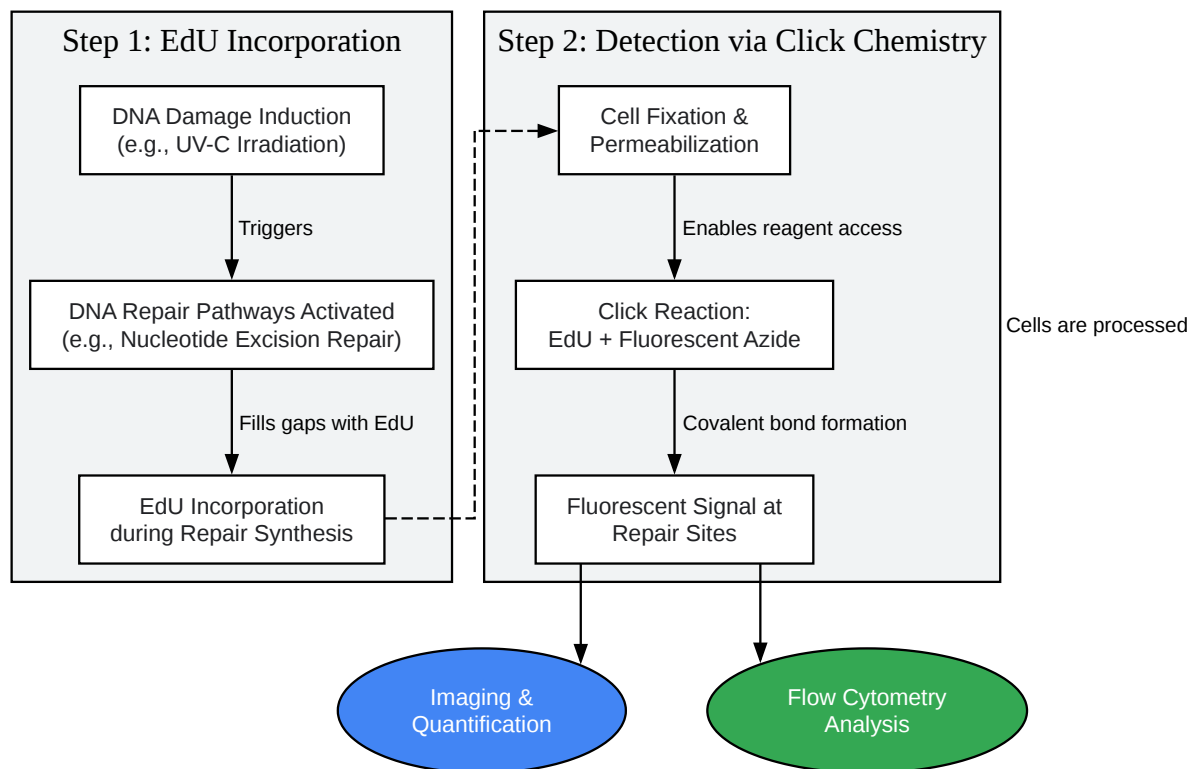 Step 1: EdU Incorporation
DNA Damage Induction
(e.g., UV-C Irradiation)
Triggers
DNA Repair Pathways Activated
(e.g., Nucleotide Excision Repair)
Fills gaps with EdU
EdU Incorporation
during Repair Synthesis
Step 2: Detection via Click Chemistry
Cell Fixation &
Permeabilization
Enables reagent access
Click Reaction:
EdU + Fluorescent Azide
Covalent bond formation
Fluorescent Signal at
Repair Sites
Cells are processed
Imaging &
Quantification
Flow Cytometry
Analysis